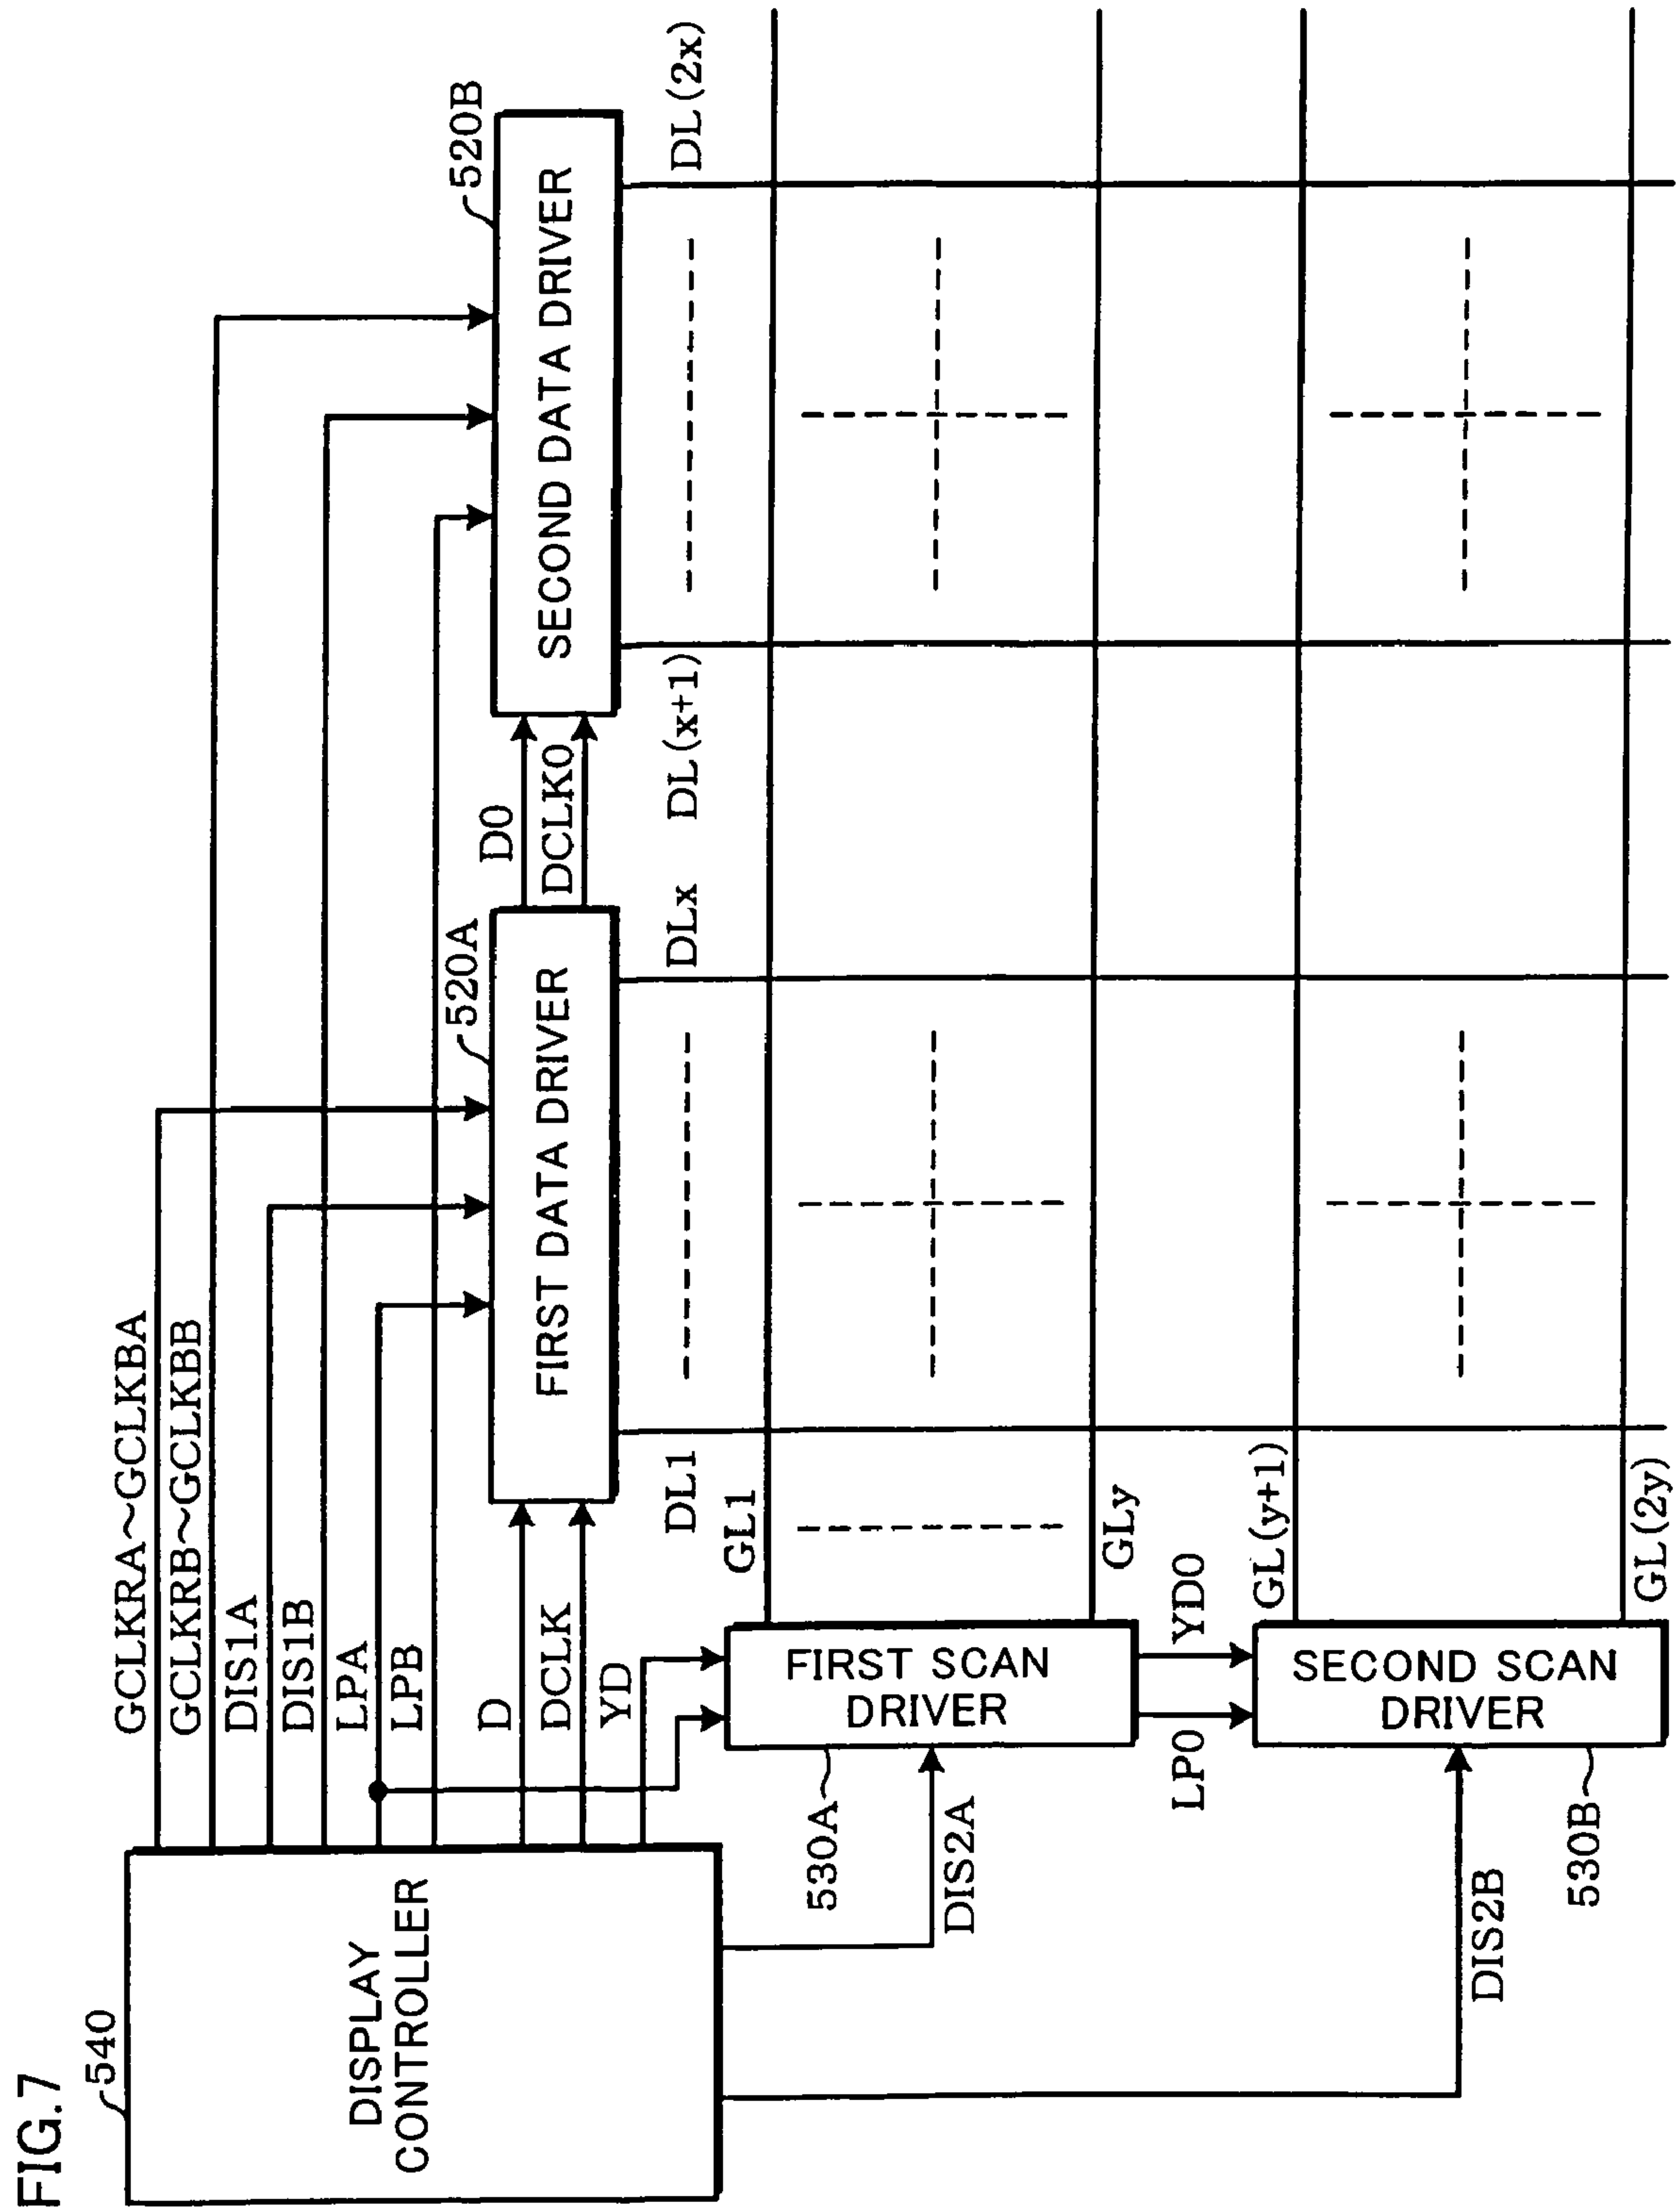 FIG.7
540
DISPLAY
CONTROLLER
GCLKRA~GCLKBA
GCLKRB~GCLKBB
DIS1A
DIS1B
LPA
LPB
D
DCLK
YD
520A
FIRST DATA DRIVER
D0
DCLK0
520B
SECOND DATA DRIVER
DL1
DLx
DL(x+1)
DL(2x)
GL1
GLy
FIRST SCAN
DRIVER
530A
DIS2A
LP0
YD0
GL(y+1)
GL(2y)
SECOND SCAN
DRIVER
530B
DIS2B